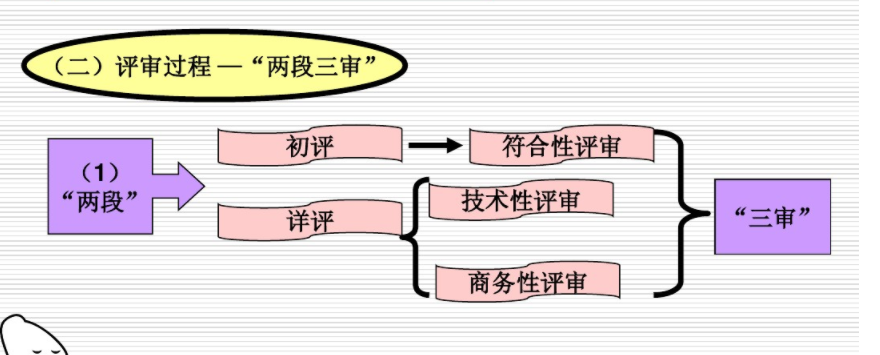 （二）评审过程—“两段三审”
（1）
“两段”
初评
符合性评审
详评
技术性评审
商务性评审
“三审”